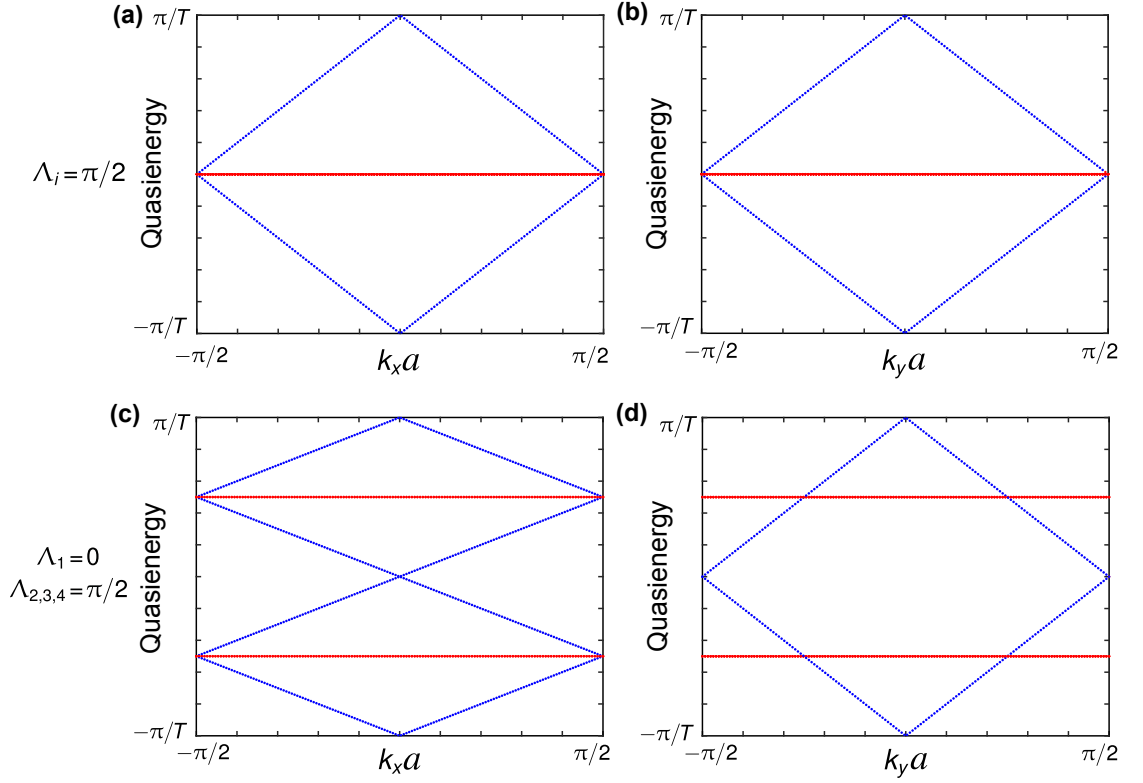 (a)
π/T
Quasienergy
Λi = π/2
−π/T
−π/2
kxa
π/2
(b)
π/T
Quasienergy
−π/T
−π/2
kya
π/2
(c)
π/T
Quasienergy
Λ1 = 0
Λ2,3,4 = π/2
−π/T
−π/2
kxa
π/2
(d)
π/T
Quasienergy
−π/T
−π/2
kya
π/2